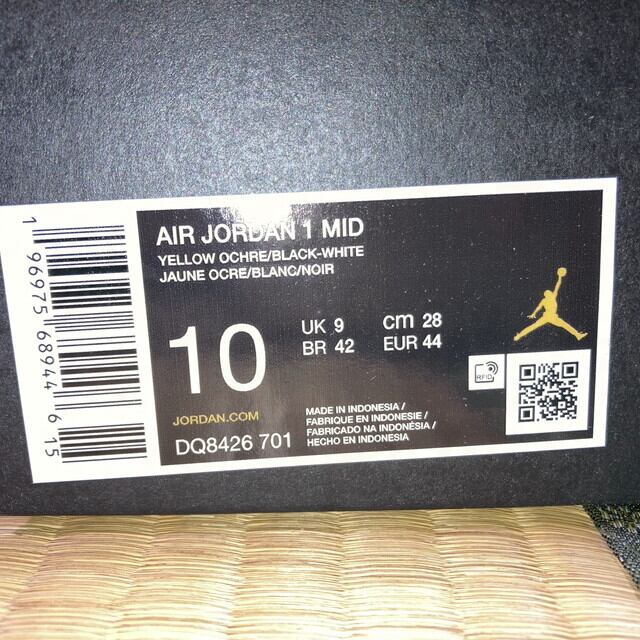 1 96975 68944 6 15
AIR JORDAN 1 MID
YELLOW OCHRE/BLACK-WHITE
JAUNE OCRE/BLANC/NOIR
10
UK 9
cm 28
BR 42
EUR 44
JORDAN.COM
DQ8426 701
MADE IN INDONESIA /
FABRIQUE EN INDONESIE /
FABRICADO NA INDONÉSIA /
HECHO EN INDONESIA
RFID